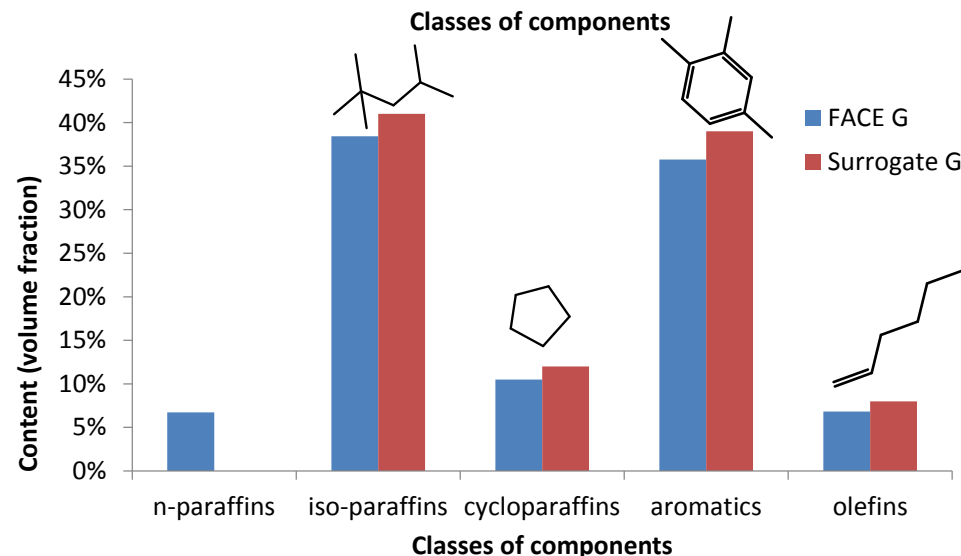 Classes of components
45%
40%
35%
30%
25%
20%
15%
10%
5%
0%
Content (volume fraction)
FACE G
Surrogate G
n-paraffins iso-paraffins cycloparaffins aromatics olefins
Classes of components